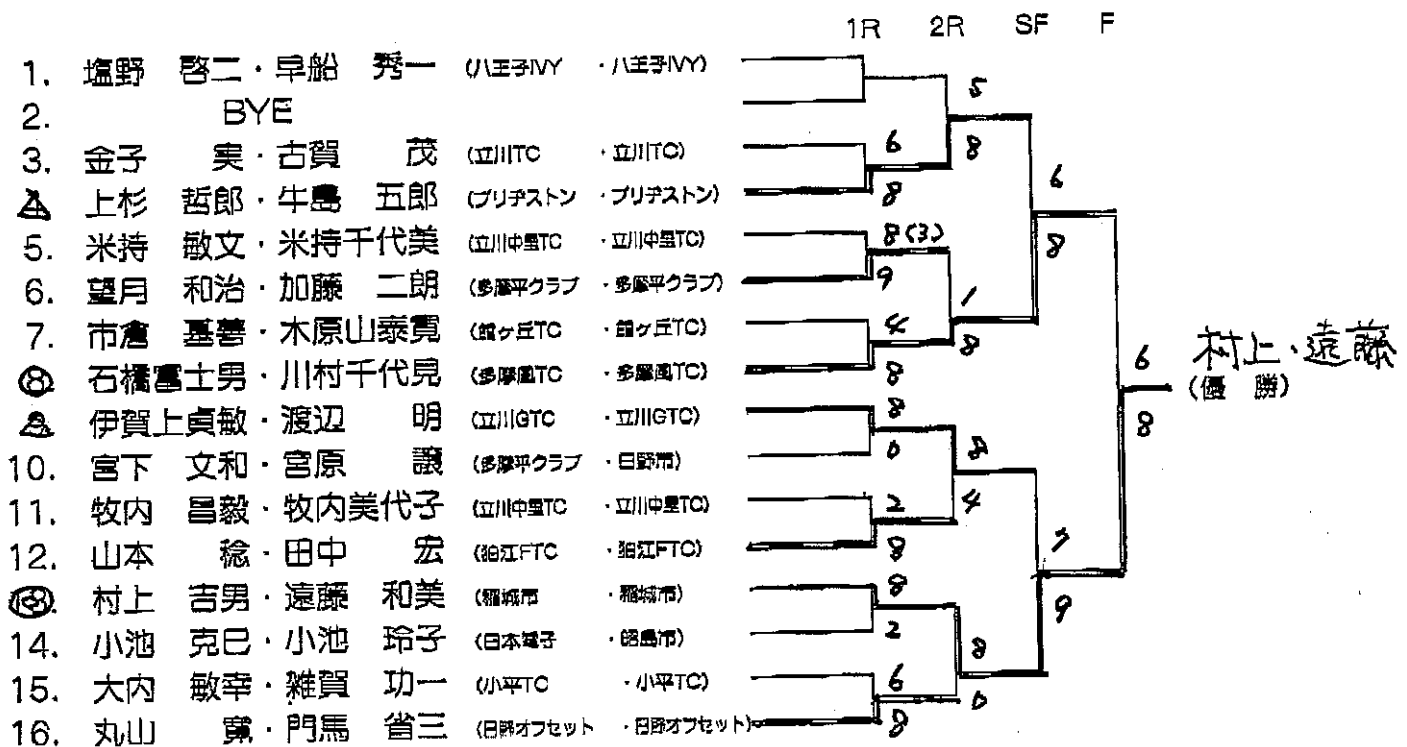 1R 2R SF F
1. 塩野 啓二・早船 秀一 (八王子IVY ・八王子IVY)
2. BYE
5
3. 金子 実・古賀 茂 (立川TC ・立川TC) 6 8
上杉 哲郎・牛島 五郎 (ブリヂストン ・ブリヂストン) 8 6
5. 米持 敏文・米持千代美 (立川中里TC ・立川中里TC) 8(3) 8
6. 望月 和治・加藤 二朗 (多摩平クラブ ・多摩平クラブ) 9 1
7. 市倉 基善・木原山泰寛 (館ヶ丘TC ・館ヶ丘TC) 4 8
⑧ 石橋富士男・川村千代見 (多摩風TC ・多摩風TC) 8 6 村上・遠藤
(優 勝)
伊賀上貞敏・渡辺 明 (立川GTC ・立川GTC) 8 8
10. 宮下 文和・宮原 譲 (多摩平クラブ ・日野市) 0 8
11. 牧内 昌毅・牧内美代子 (立川中里TC ・立川中里TC) 2 4
12. 山本 稔・田中 宏 (狛江FTC ・狛江FTC) 8 7
村上 吉男・遠藤 和美 (稲城市 ・稲城市) 8 9
14. 小池 克巳・小池 玲子 (日本電子 ・昭島市) 2 8
15. 大内 敏幸・雑賀 功一 (小平TC ・小平TC) 6 0
16. 丸山 寛・門馬 省三 (日野オフセット ・日野オフセット) 8